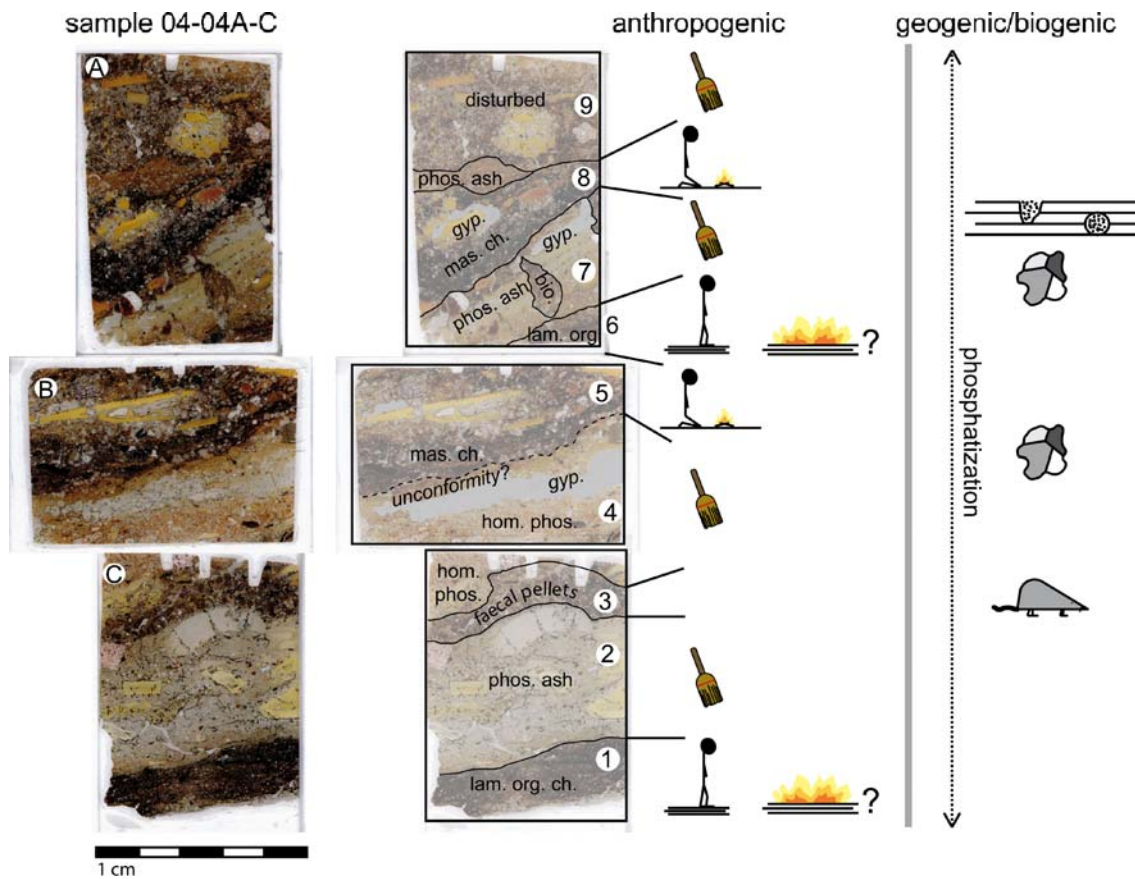 sample 04-04A-C
anthropogenic
geogenic/biogenic
A
disturbed
9
phos. ash
8
gyp.
mas. ch.
gyp.
7
phos. ash
bio.
lam. org.
6
?
B
5
mas. ch.
unconformity?
gyp.
hom. phos.
4
C
hom.
phos.
faecal pellets
3
2
phos. ash
1
lam. org. ch.
?
phosphatization
1 cm